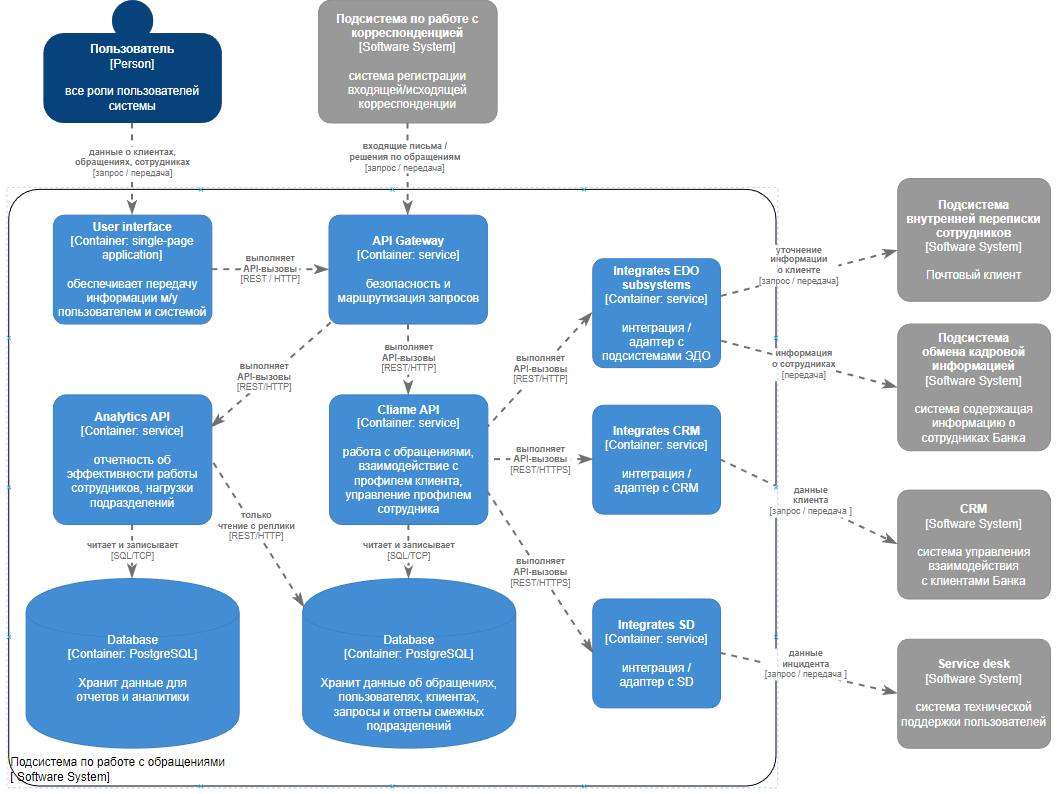 Пользователь
[Person]
все роли пользователей
системы
Подсистема по работе с
корреспонденцией
[Software System]
система регистрации
входящей/исходящей
корреспонденции
данные о клиентах,
обращениях, сотрудниках
[запрос / передача]
входящие письма /
решения по обращениям
[запрос / передача]
User interface
[Container: single-page
application]
обеспечивает передачу
информации м/у
пользователем и системой
выполняет
API-вызовы
[REST / HTTP]
API Gateway
[Container: service]
безопасность и
маршрутизация запросов
Integrates EDO
subsystems
[Container: service]
интеграция /
адаптер с
подсистемами ЭДО
уточнение
информации
о клиенте
[запрос / передача]
Подсистема
внутренней переписки
сотрудников
[Software System]
Почтовый клиент
информация
о сотрудниках
[передача]
Подсистема
обмена кадровой
информацией
[Software System]
система содержащая
информацию о
сотрудниках Банка
выполняет
API-вызовы
[REST/HTTP]
выполняет
API-вызовы
[REST/HTTP]
выполняет
API-вызовы
[REST/HTTP]
Analytics API
[Container: service]
отчетность об
эффективности работы
сотрудников, нагрузки
подразделений
Cliame API
[Container: service]
работа с обращениями,
взаимодействие с
профилем клиента,
управление профилем
сотрудника
выполняет
API-вызовы
[REST/HTTPS]
Integrates CRM
[Container: service]
интеграция /
адаптер с CRM
данные
клиента
[запрос / передача ]
CRM
[Software System]
система управления
взаимодействия
с клиентами Банка
только
чтение с реплики
[REST/HTTP]
читает и записывает
[SQL/TCP]
читает и записывает
[SQL/TCP]
выполняет
API-вызовы
[REST/HTTPS]
Database
[Container: PostgreSQL]
Хранит данные для
отчетов и аналитики
Database
[Container: PostgreSQL]
Хранит данные об обращениях,
пользователях, клиентах,
запросы и ответы смежных
подразделений
Integrates SD
[Container: service]
интеграция /
адаптер с SD
данные
инцидента
[запрос / передача ]
Service desk
[Software System]
система технической
поддержки пользователей
Подсистема по работе с обращениями
[ Software System]